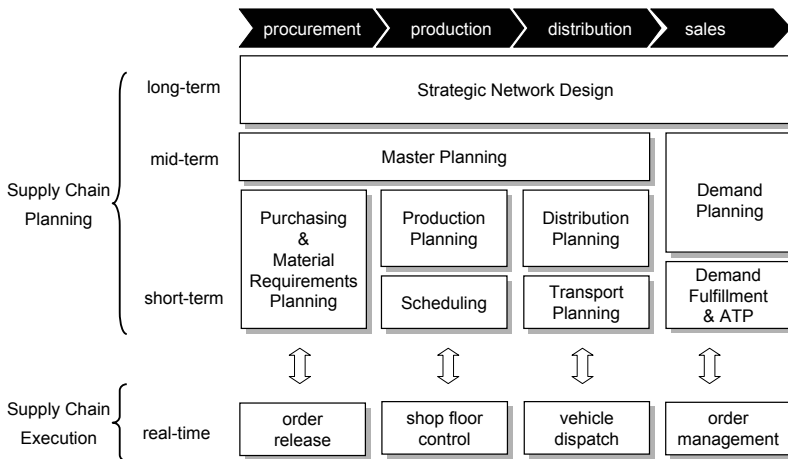 procurement production distribution sales
long-term
Strategic Network Design
mid-term
Master Planning
Supply Chain
Planning
Demand
Planning
Purchasing
&
Material
Requirements
Planning
Production
Planning
Distribution
Planning
short-term
Scheduling
Transport
Planning
Demand
Fulfillment
& ATP
Supply Chain
Execution
real-time
order
release
shop floor
control
vehicle
dispatch
order
management